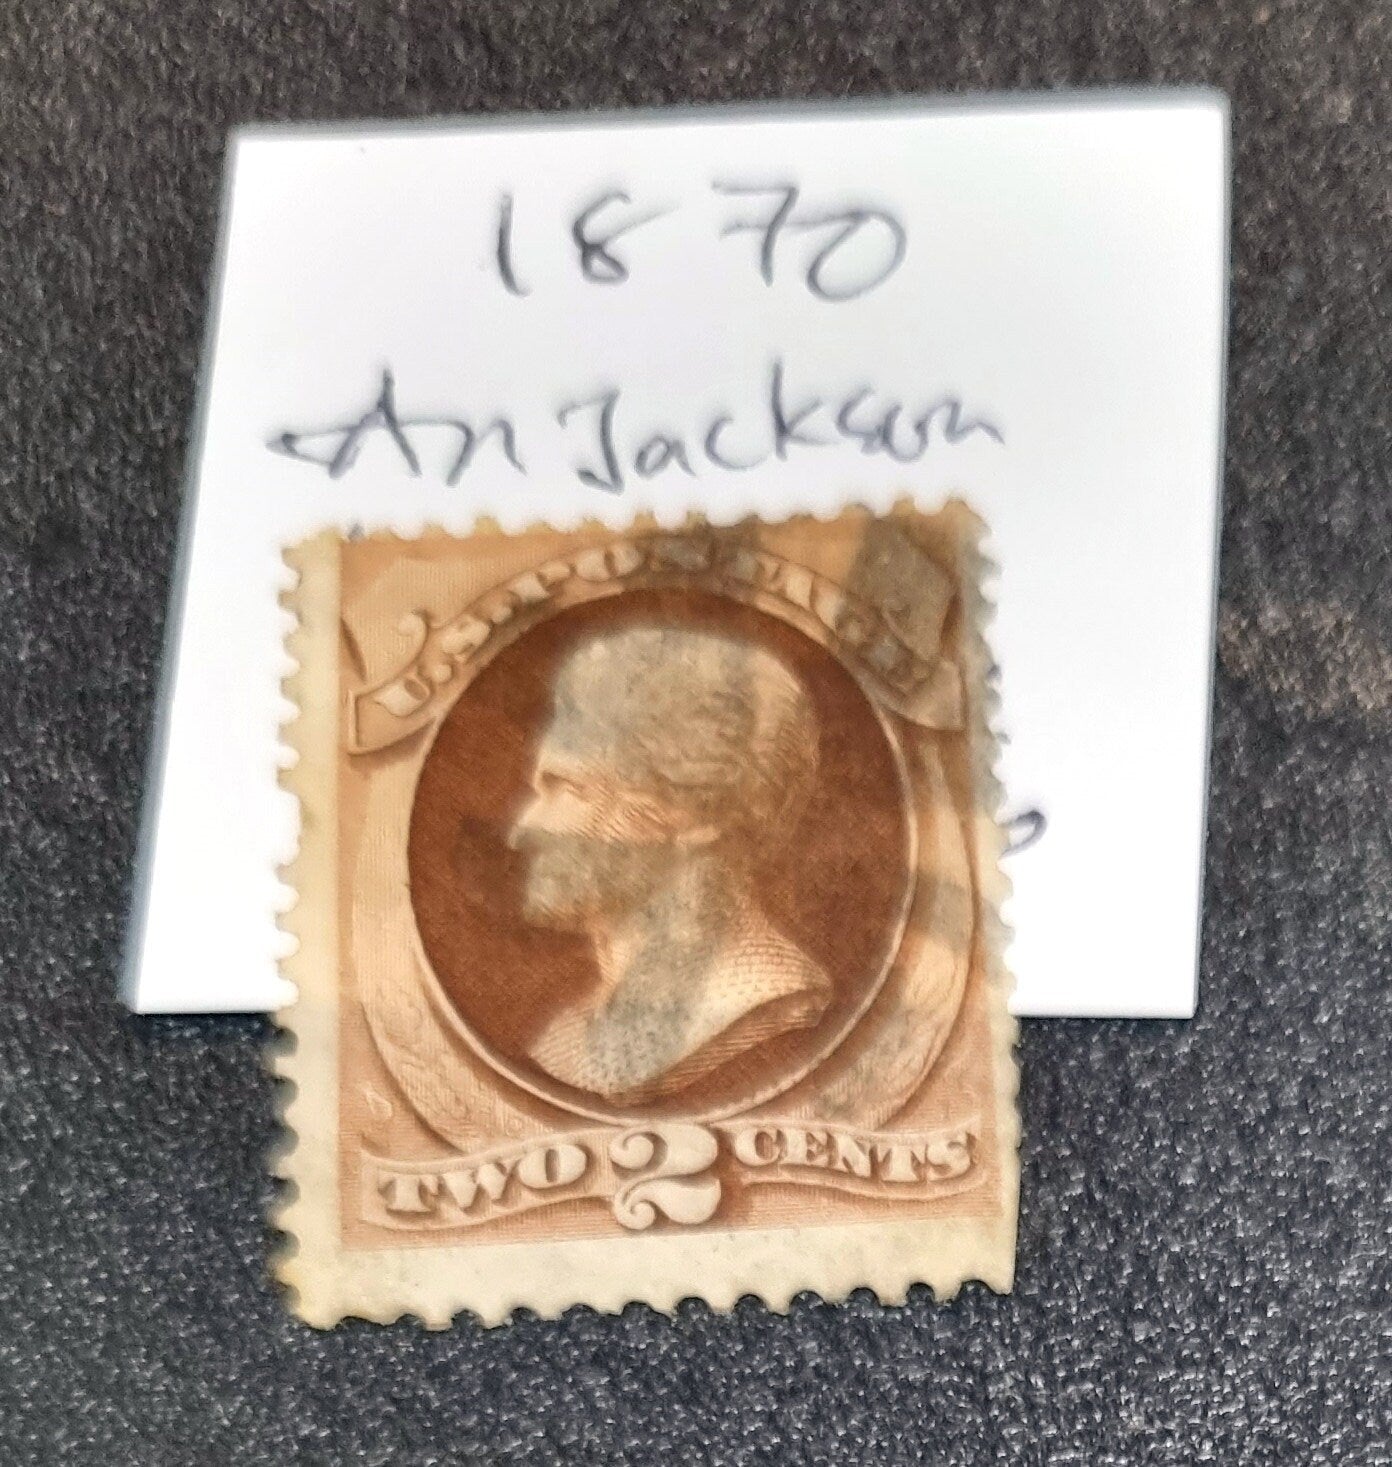 1870
An Jackson
U.S. POSTAGE
TWO 2 CENTS